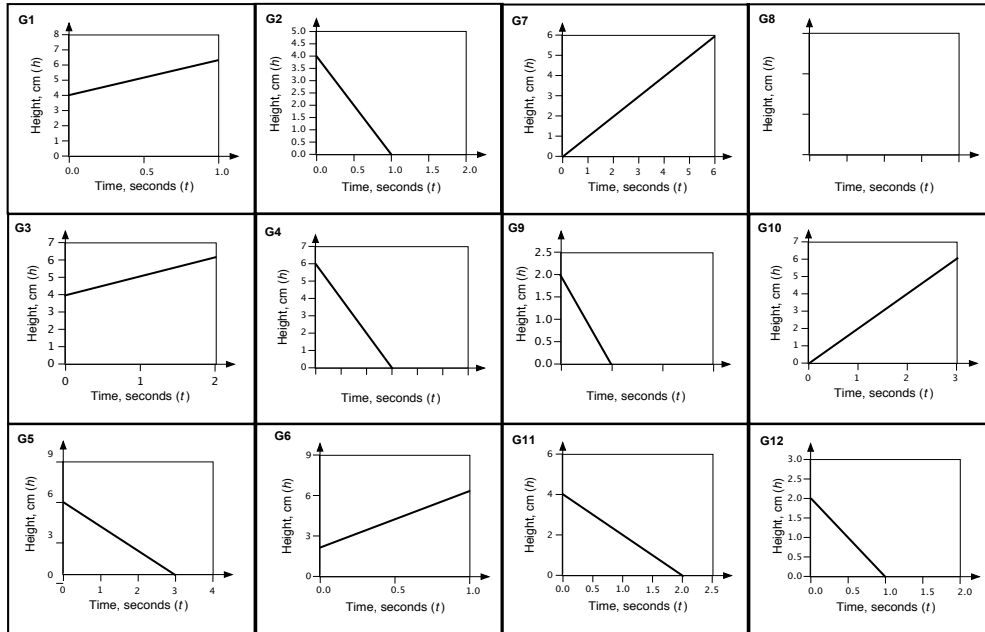 G1
8
7
6
5
4
3
2
0
Height, cm (h)
0.0 0.5 1.0
Time, seconds (t)
G2
5.0
4.5
4.0
3.5
3.0
2.5
2.0
1.5
1.0
0.5
0.0
Height, cm (h)
0.0 0.5 1.0 1.5 2.0
Time, seconds (t)
G7
6
5
4
3
2
1
0
Height, cm (h)
0 1 2 3 4 5 6
Time, seconds (t)
G8
Height, cm (h)
Time, seconds (t)
G3
7
6
5
4
3
2
1
0
Height, cm (h)
0 1 2
Time, seconds (t)
G4
7
6
5
4
3
2
1
0
Height, cm (h)
Time, seconds (t)
G9
2.5
2.0
1.5
1.0
0.5
0.0
Height, cm (h)
Time, seconds (t)
G10
7
6
5
4
3
2
1
0
Height, cm (h)
0 1 2 3
Time, seconds (t)
G5
9
6
3
0
Height, cm (h)
0 1 2 3 4
Time, seconds (t)
G6
9
6
3
0
Height, cm (h)
0.0 0.5 1.0
Time, seconds (t)
G11
6
4
2
0
Height, cm (h)
0.0 0.5 1.0 1.5 2.0 2.5
Time, seconds (t)
G12
3.0
2.5
2.0
1.5
1.0
0.5
0.0
Height, cm (h)
0.0 0.5 1.0 1.5 2.0
Time, seconds (t)